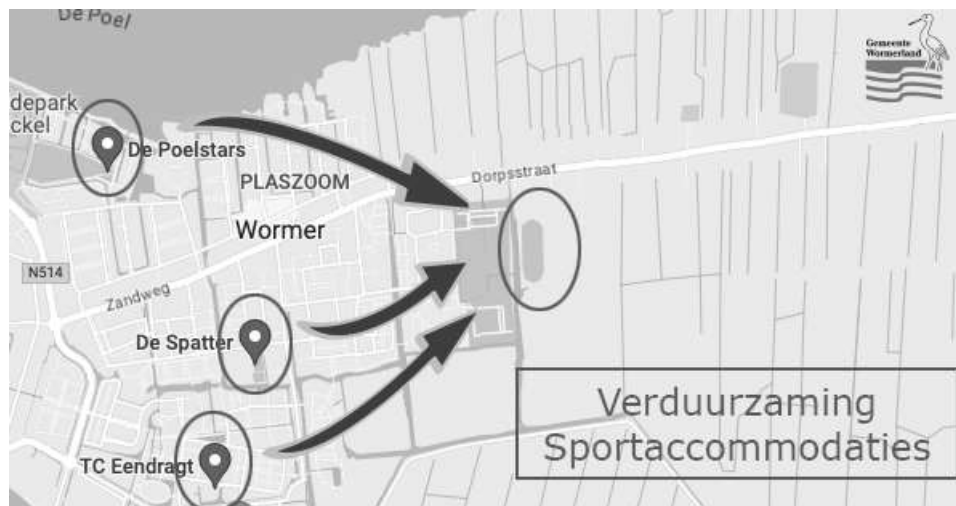 De Poel
Gemeente
Wormerland
depark
ckel
De Poelstars
Dorpsstraat
PLASZOOM
Wormer
N514
Zandweg
De Spatter
Verduurzaming
Sportaccommodaties
TC Eendragt